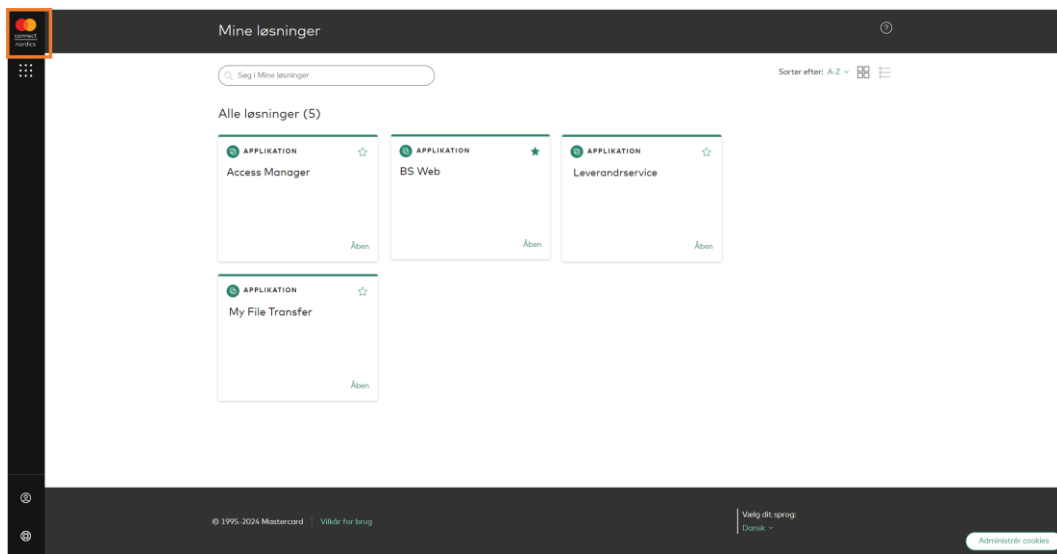 connect
nordics
Mine løsninger
Søg i Mine løsninger
Sorter efter: A-Z
Alle løsninger (5)
APPLIKATION
Access Manager
Åben
APPLIKATION
BS Web
Åben
APPLIKATION
Leverandrservice
Åben
APPLIKATION
My File Transfer
Åben
© 1995-2024 Mastercard
Vilkår for brug
Vælg dit sprog:
Dansk
Administrér cookies